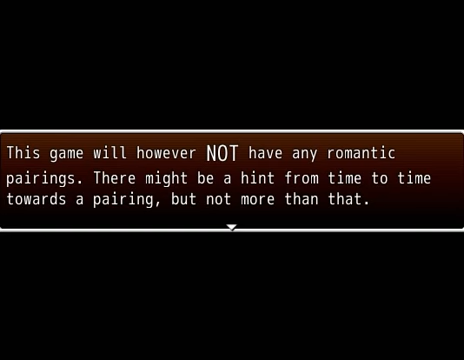 This game will however NOT have any romantic
pairings. There might be a hint from time to time
towards a pairing, but not more than that.